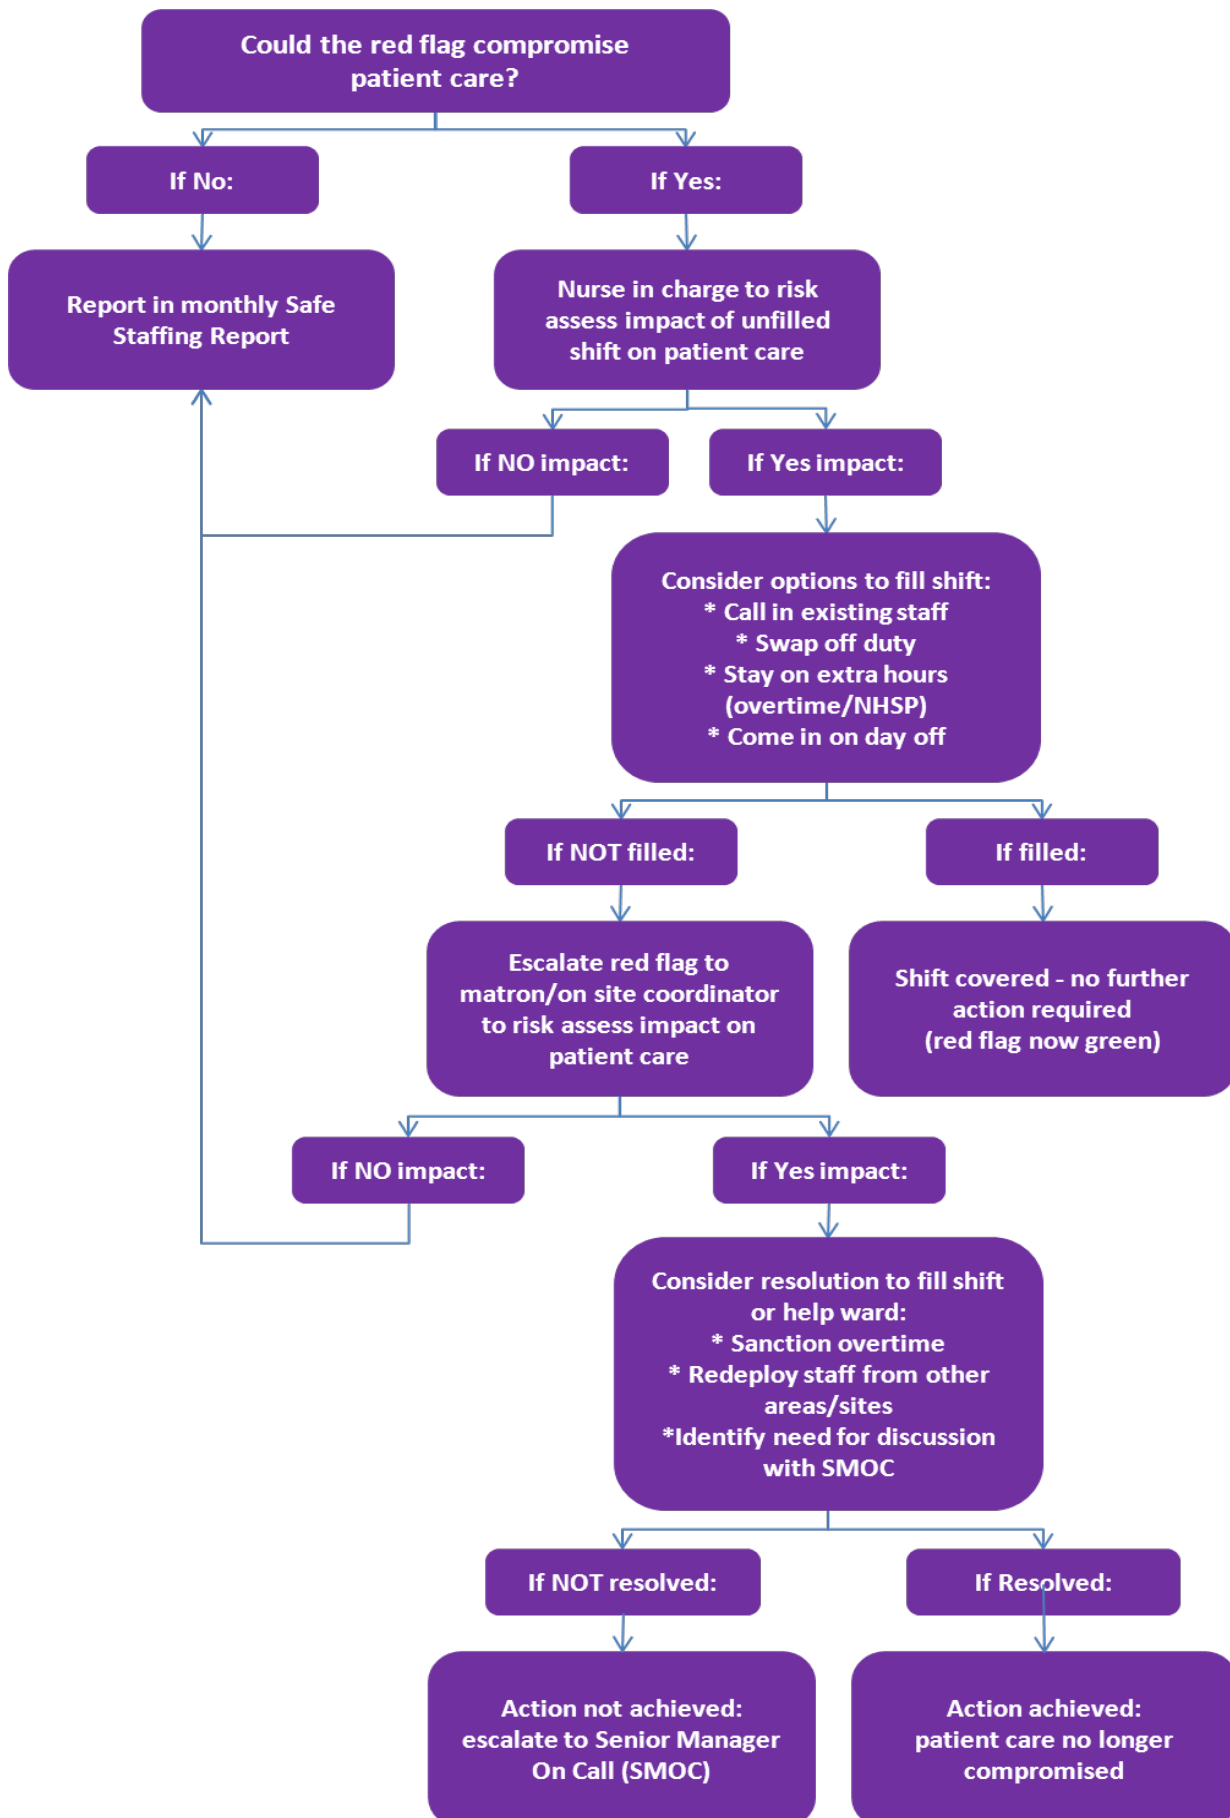 Could the red flag compromise
patient care?
If No:
If Yes:
Report in monthly Safe
Staffing Report
Nurse in charge to risk
assess impact of unfilled
shift on patient care
If NO impact:
If Yes impact:
Consider options to fill shift:
* Call in existing staff
* Swap off duty
* Stay on extra hours
(overtime/NHSP)
* Come in on day off
If NOT filled:
If filled:
Escalate red flag to
matron/on site coordinator
to risk assess impact on
patient care
Shift covered - no further
action required
(red flag now green)
If NO impact:
If Yes impact:
Consider resolution to fill shift
or help ward:
* Sanction overtime
* Redeploy staff from other
areas/sites
*Identify need for discussion
with SMOC
If NOT resolved:
If Resolved:
Action not achieved:
escalate to Senior Manager
On Call (SMOC)
Action achieved:
patient care no longer
compromised